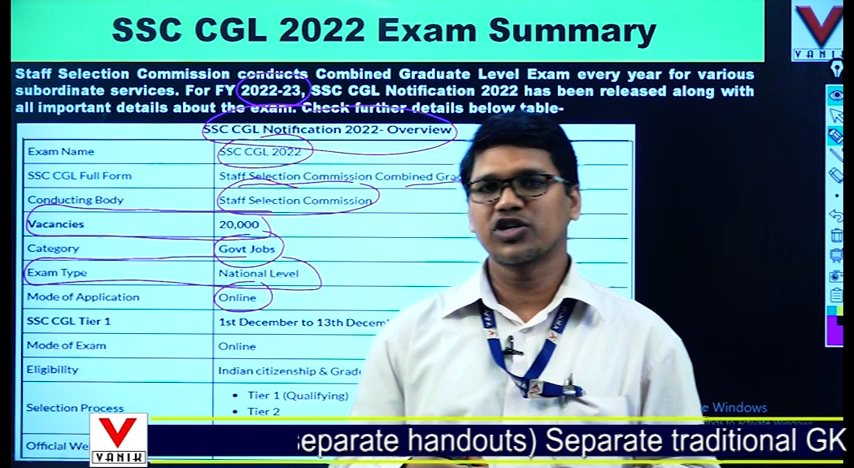 SSC CGL 2022 Exam Summary
VANIK
Staff Selection Commission conducts Combined Graduate Level Exam every year for various
subordinate services. For FY 2022-23, SSC CGL Notification 2022 has been released along with
all important details about the exam. Check further details below table-
SSC CGL Notification 2022- Overview
Exam Name SSC CGL 2022
SSC CGL Full Form Staff Selection Commission Combined Grad
Conducting Body Staff Selection Commission
Vacancies 20,000
Category Govt Jobs
Exam Type National Level
Mode of Application Online
SSC CGL Tier 1 1st December to 13th Decem
Mode of Exam Online
Eligibility Indian citizenship & Grad
Selection Process
• Tier 1 (Qualifying)
• Tier 2
Official We
e Windows
VANIK
separate handouts) Separate traditional GK